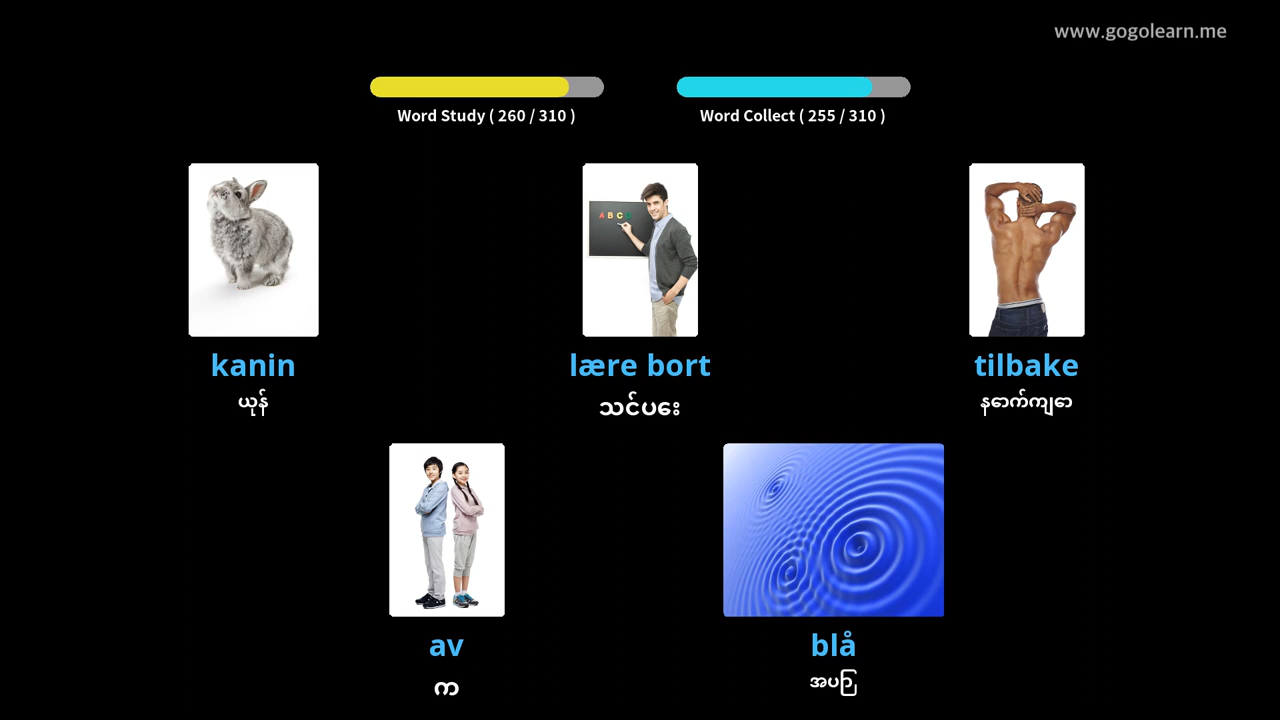 www.gogolearn.me
Word Study ( 260 / 310 )
Word Collect ( 255 / 310 )
A B C D
kanin
ယုန်
lære bort
သင်ပေး
tilbake
နောက်ကျော
av
က
blå
အပြာ